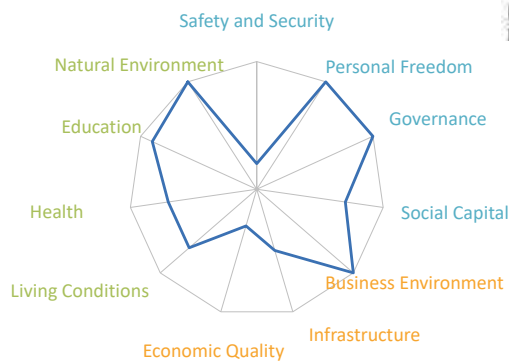 Safety and Security
Natural Environment
Personal Freedom
Education
Governance
Health
Social Capital
Living Conditions
Business Environment
Infrastructure
Economic Quality